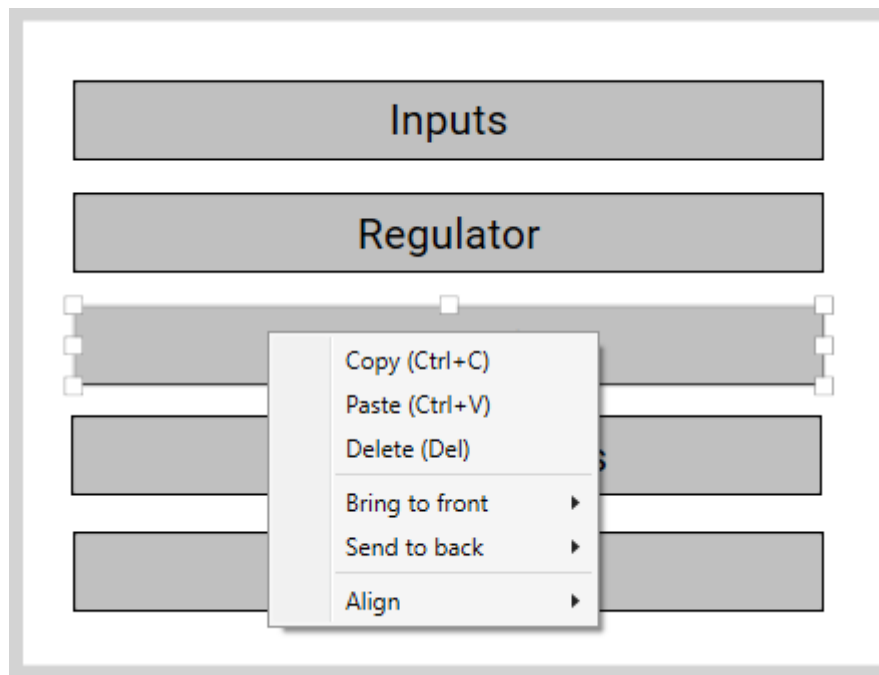 Inputs
Regulator
Copy (Ctrl+C)
Paste (Ctrl+V)
Delete (Del)
Bring to front
Send to back
Align